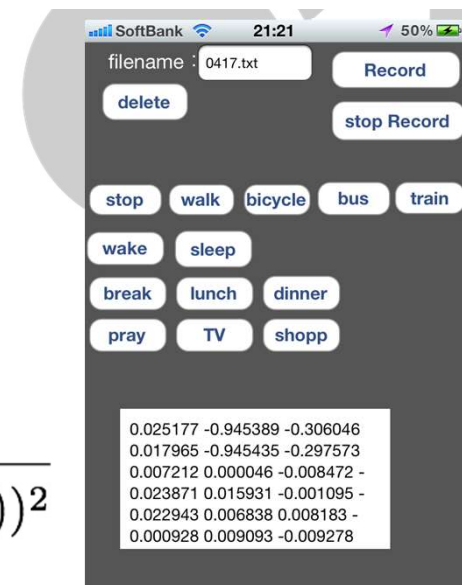 SoftBank 21:21 50%
filename : 0417.txt
Record
delete
stop Record
stop walk bicycle bus train
wake sleep
break lunch dinner
pray TV shopp
0.025177 -0.945389 -0.306046
0.017965 -0.945435 -0.297573
0.007212 0.000046 -0.008472 -
0.023871 0.015931 -0.001095 -
0.022943 0.006838 0.008183 -
0.000928 0.009093 -0.009278
))²